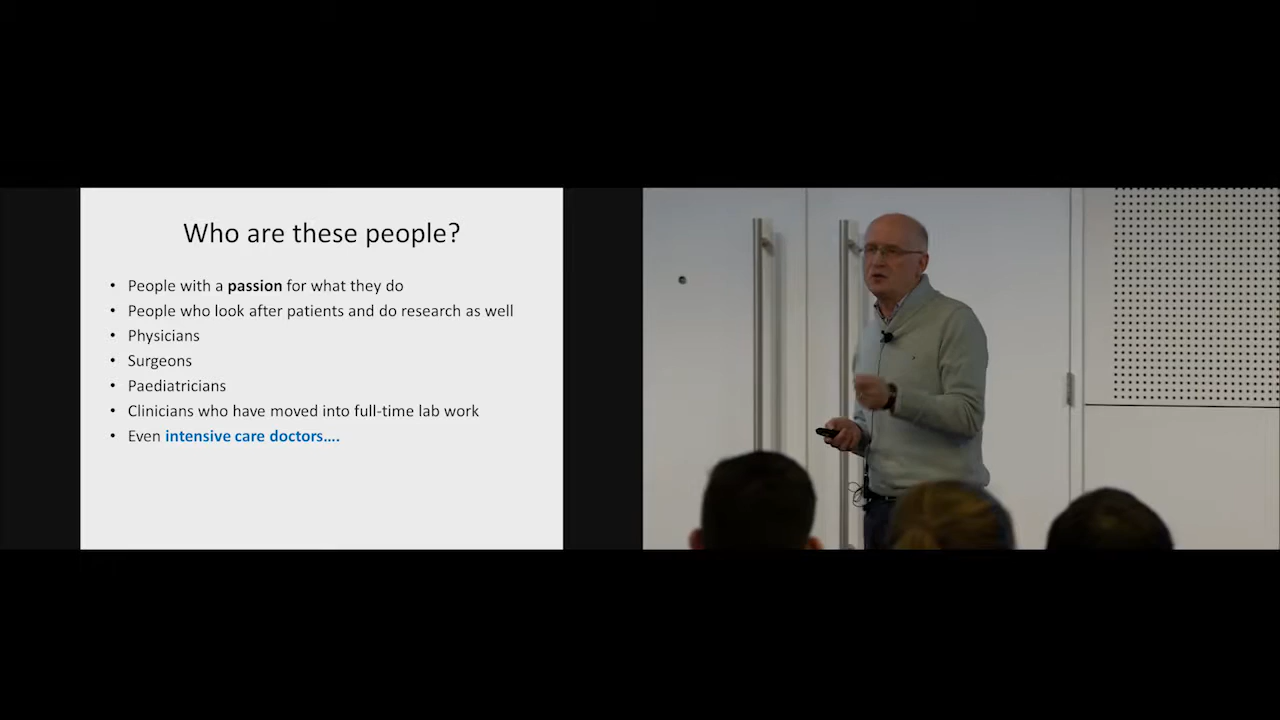 Who are these people?
• People with a passion for what they do
• People who look after patients and do research as well
• Physicians
• Surgeons
• Paediatricians
• Clinicians who have moved into full-time lab work
• Even intensive care doctors….